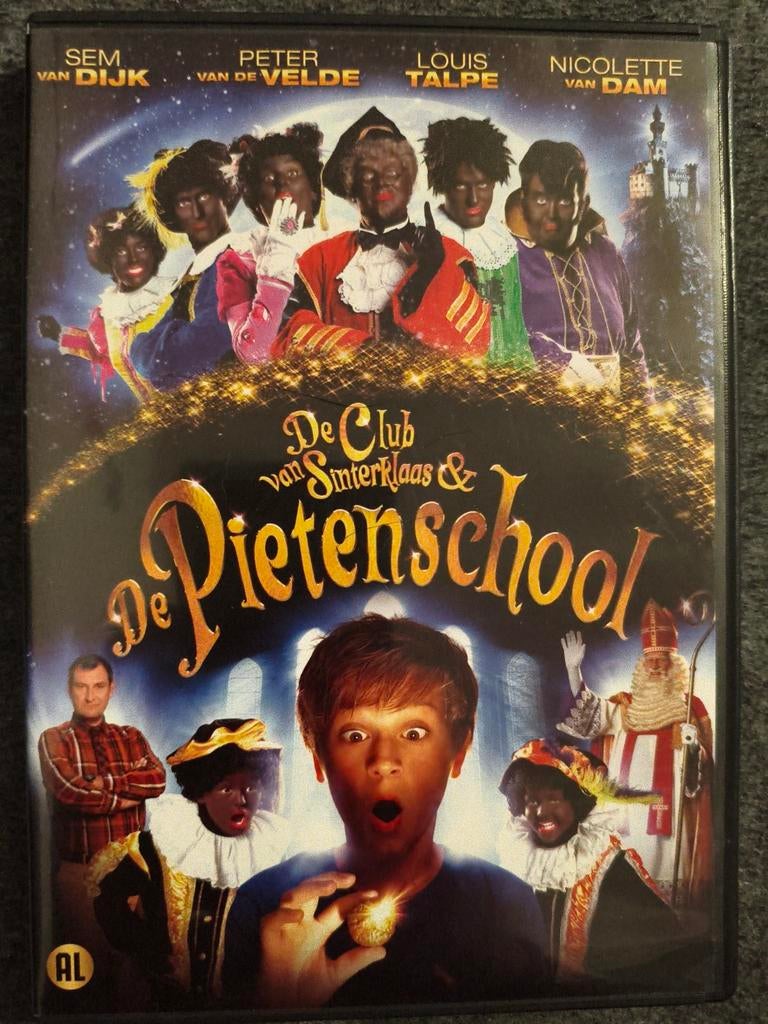 SEM
VAN DIJK
PETER
VAN DE VELDE
LOUIS
TALPE
NICOLETTE
VAN DAM
De Club
van Sinterklaas &
De Pietenschool
AL